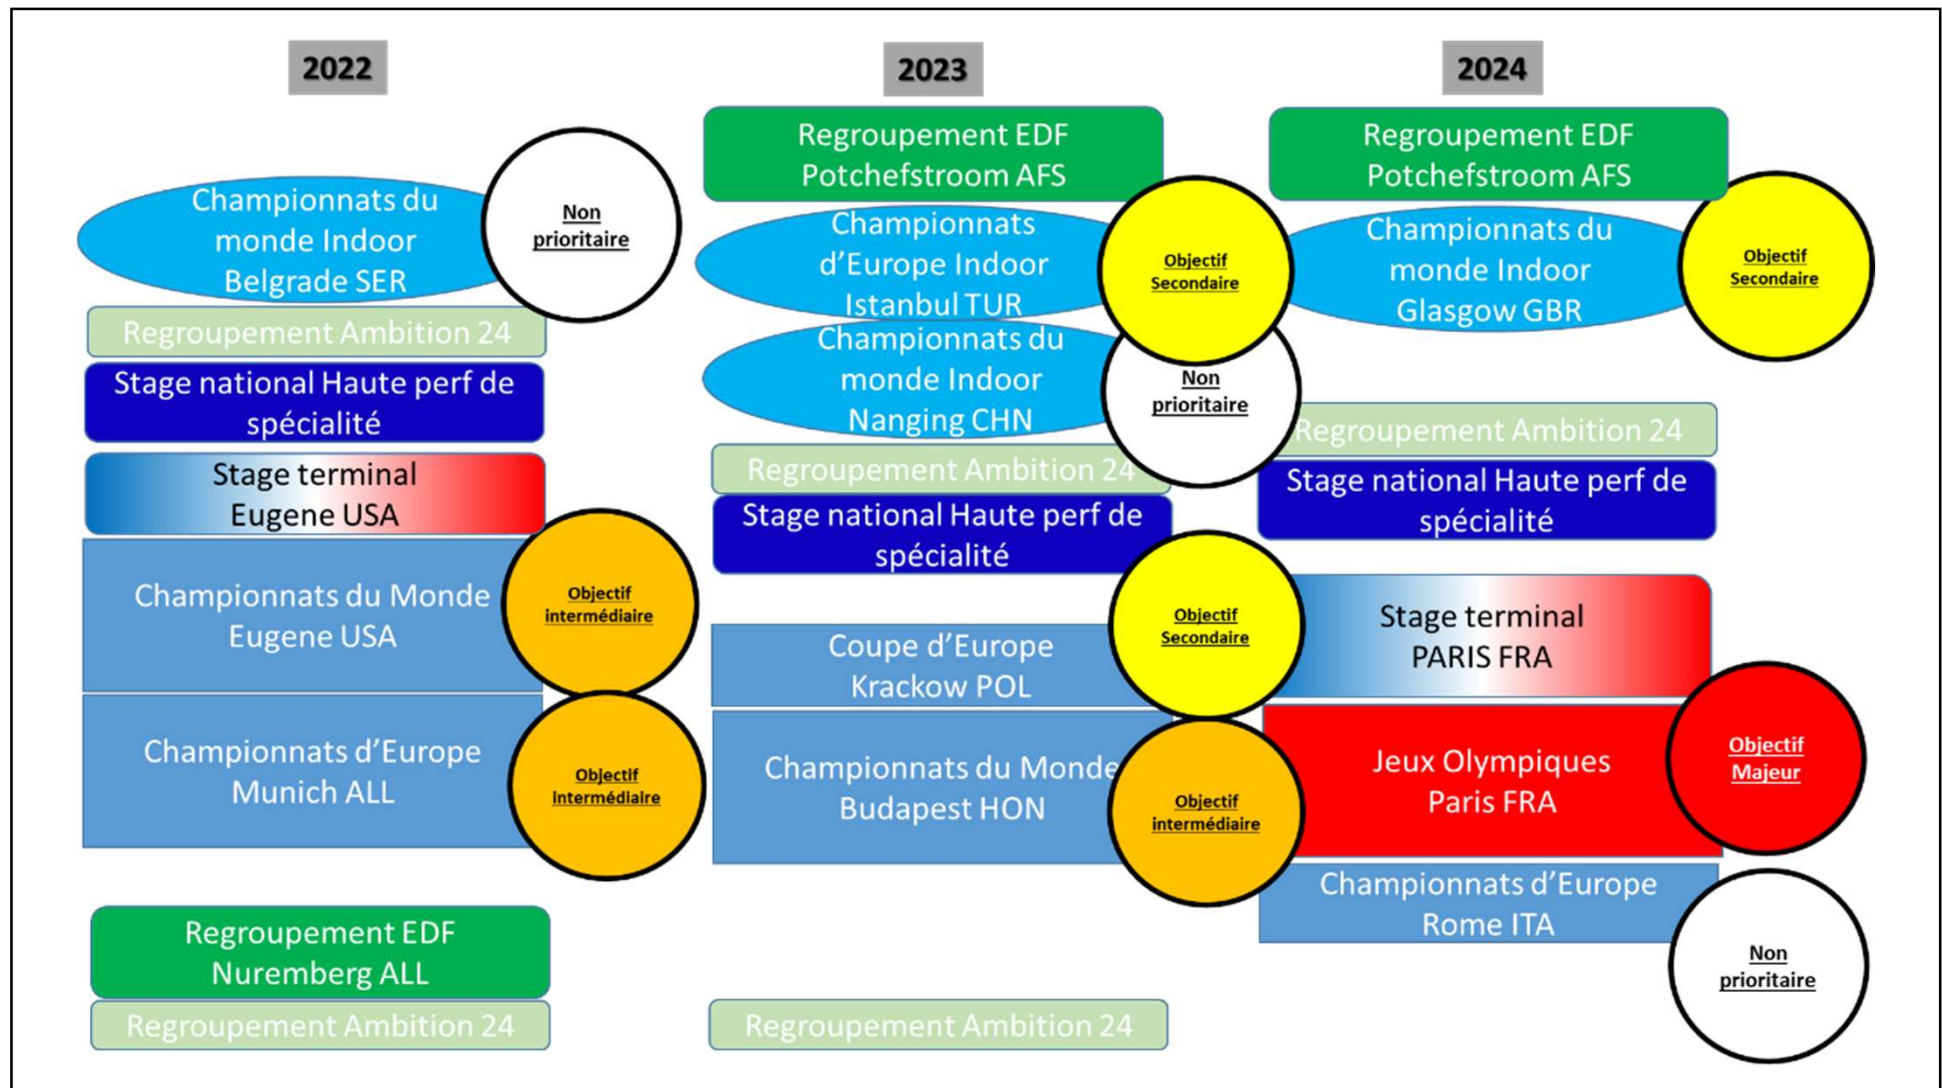 2022
Championnats du
monde Indoor
Belgrade SER
Non
prioritaire
Regroupement Ambition 24
Stage national Haute perf de
spécialité
Stage terminal
Eugene USA
Championnats du Monde
Eugene USA
Objectif
intermédiaire
Championnats d'Europe
Munich ALL
Objectif
intermédiaire
Regroupement EDF
Nuremberg ALL
Regroupement Ambition 24
2023
Regroupement EDF
Potchefstroom AFS
Championnats
d'Europe Indoor
Istanbul TUR
Objectif
Secondaire
Championnats du
monde Indoor
Nanging CHN
Non
prioritaire
Regroupement Ambition 24
Stage national Haute perf de
spécialité
Coupe d'Europe
Krackow POL
Objectif
Secondaire
Championnats du Monde
Budapest HON
Objectif
intermédiaire
Regroupement Ambition 24
2024
Regroupement EDF
Potchefstroom AFS
Championnats du
monde Indoor
Glasgow GBR
Objectif
Secondaire
Regroupement Ambition 24
Stage national Haute perf de
spécialité
Stage terminal
PARIS FRA
Jeux Olympiques
Paris FRA
Objectif
Majeur
Championnats d'Europe
Rome ITA
Non
prioritaire